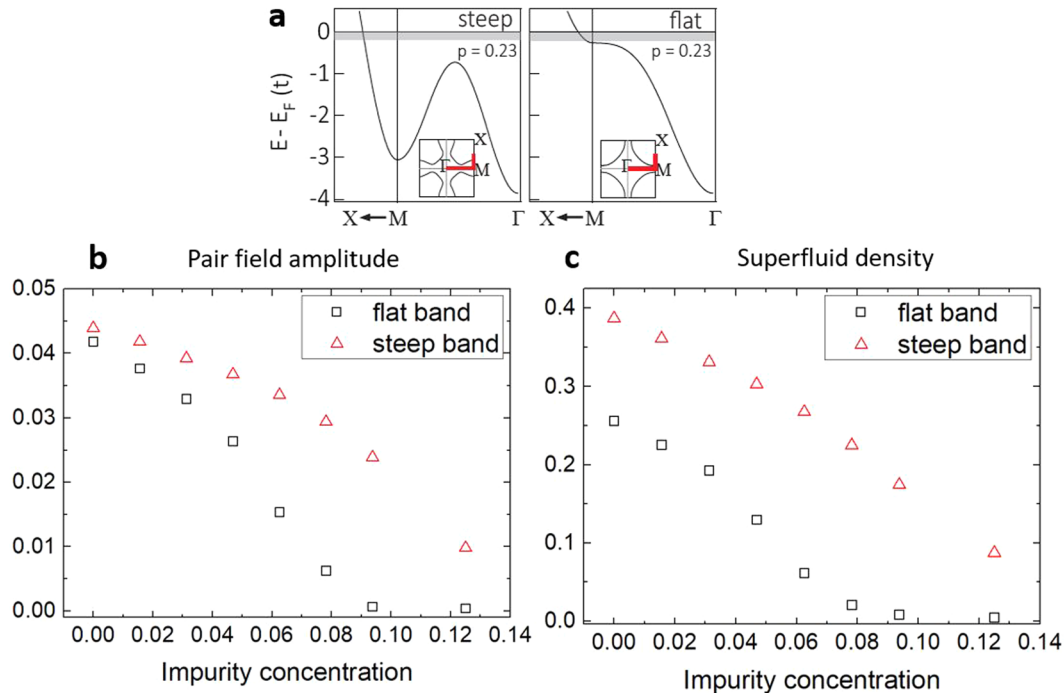 a
steep
flat
0
-1
-2
-3
-4
E - E_F (t)
p = 0.23
p = 0.23
X
Γ
M
X
Γ
M
X ← M
Γ
X ← M
Γ
b
Pair field amplitude
0.05
0.04
0.03
0.02
0.01
0.00
flat band
steep band
0.00 0.02 0.04 0.06 0.08 0.10 0.12 0.14
Impurity concentration
c
Superfluid density
0.4
0.3
0.2
0.1
0.0
flat band
steep band
0.00 0.02 0.04 0.06 0.08 0.10 0.12 0.14
Impurity concentration